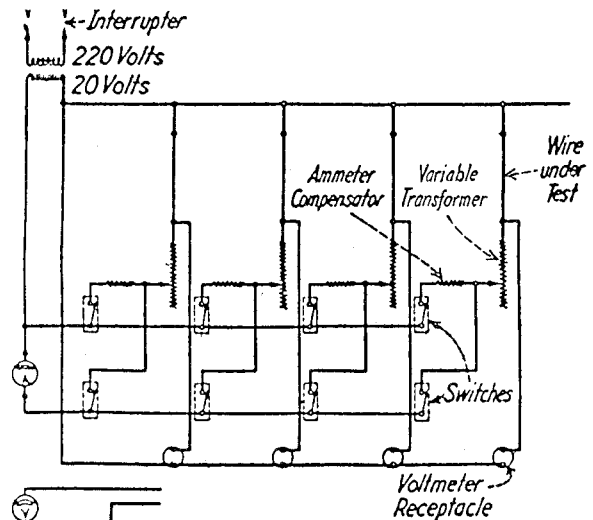 Interrupter
220 Volts
20 Volts
Wire
under
Test
Ammeter
Compensator
Variable
Transformer
A
Switches
Voltmeter
Receptacle
V